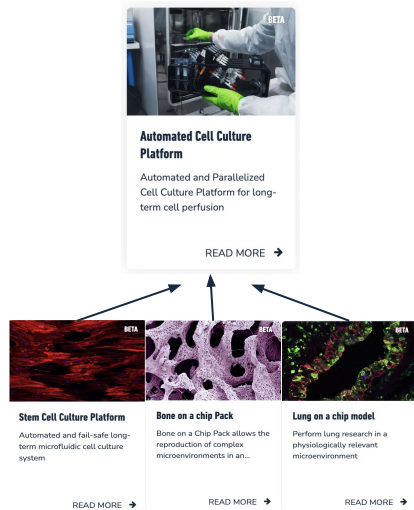 BETA
Automated Cell Culture
Platform
Automated and Parallelized
Cell Culture Platform for long-
term cell perfusion
READ MORE
BETA
Stem Cell Culture Platform
Automated and fail-safe long-
term microfluidic cell culture
system
READ MORE
BETA
Bone on a chip Pack
Bone on a Chip Pack allows the
reproduction of complex
microenvironments in an...
READ MORE
BETA
Lung on a chip model
Perform lung research in a
physiologically relevant
microenvironment
READ MORE